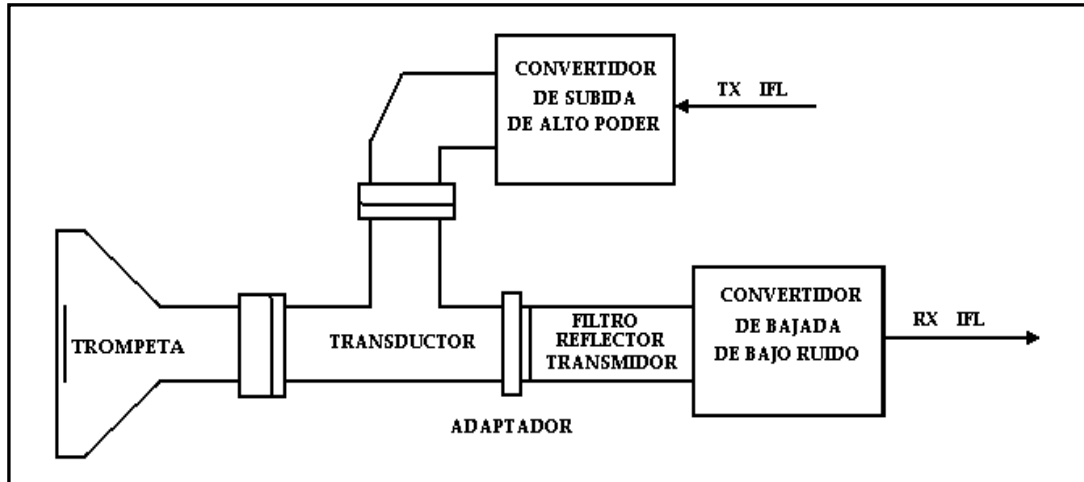 CONVERTIDOR
DE SUBIDA
DE ALTO PODER
TX IFL
TROMPETA
TRANSDUCTOR
FILTRO
REFLECTOR
TRANSMIDOR
CONVERTIDOR
DE BAJADA
DE BAJO RUIDO
RX IFL
ADAPTADOR